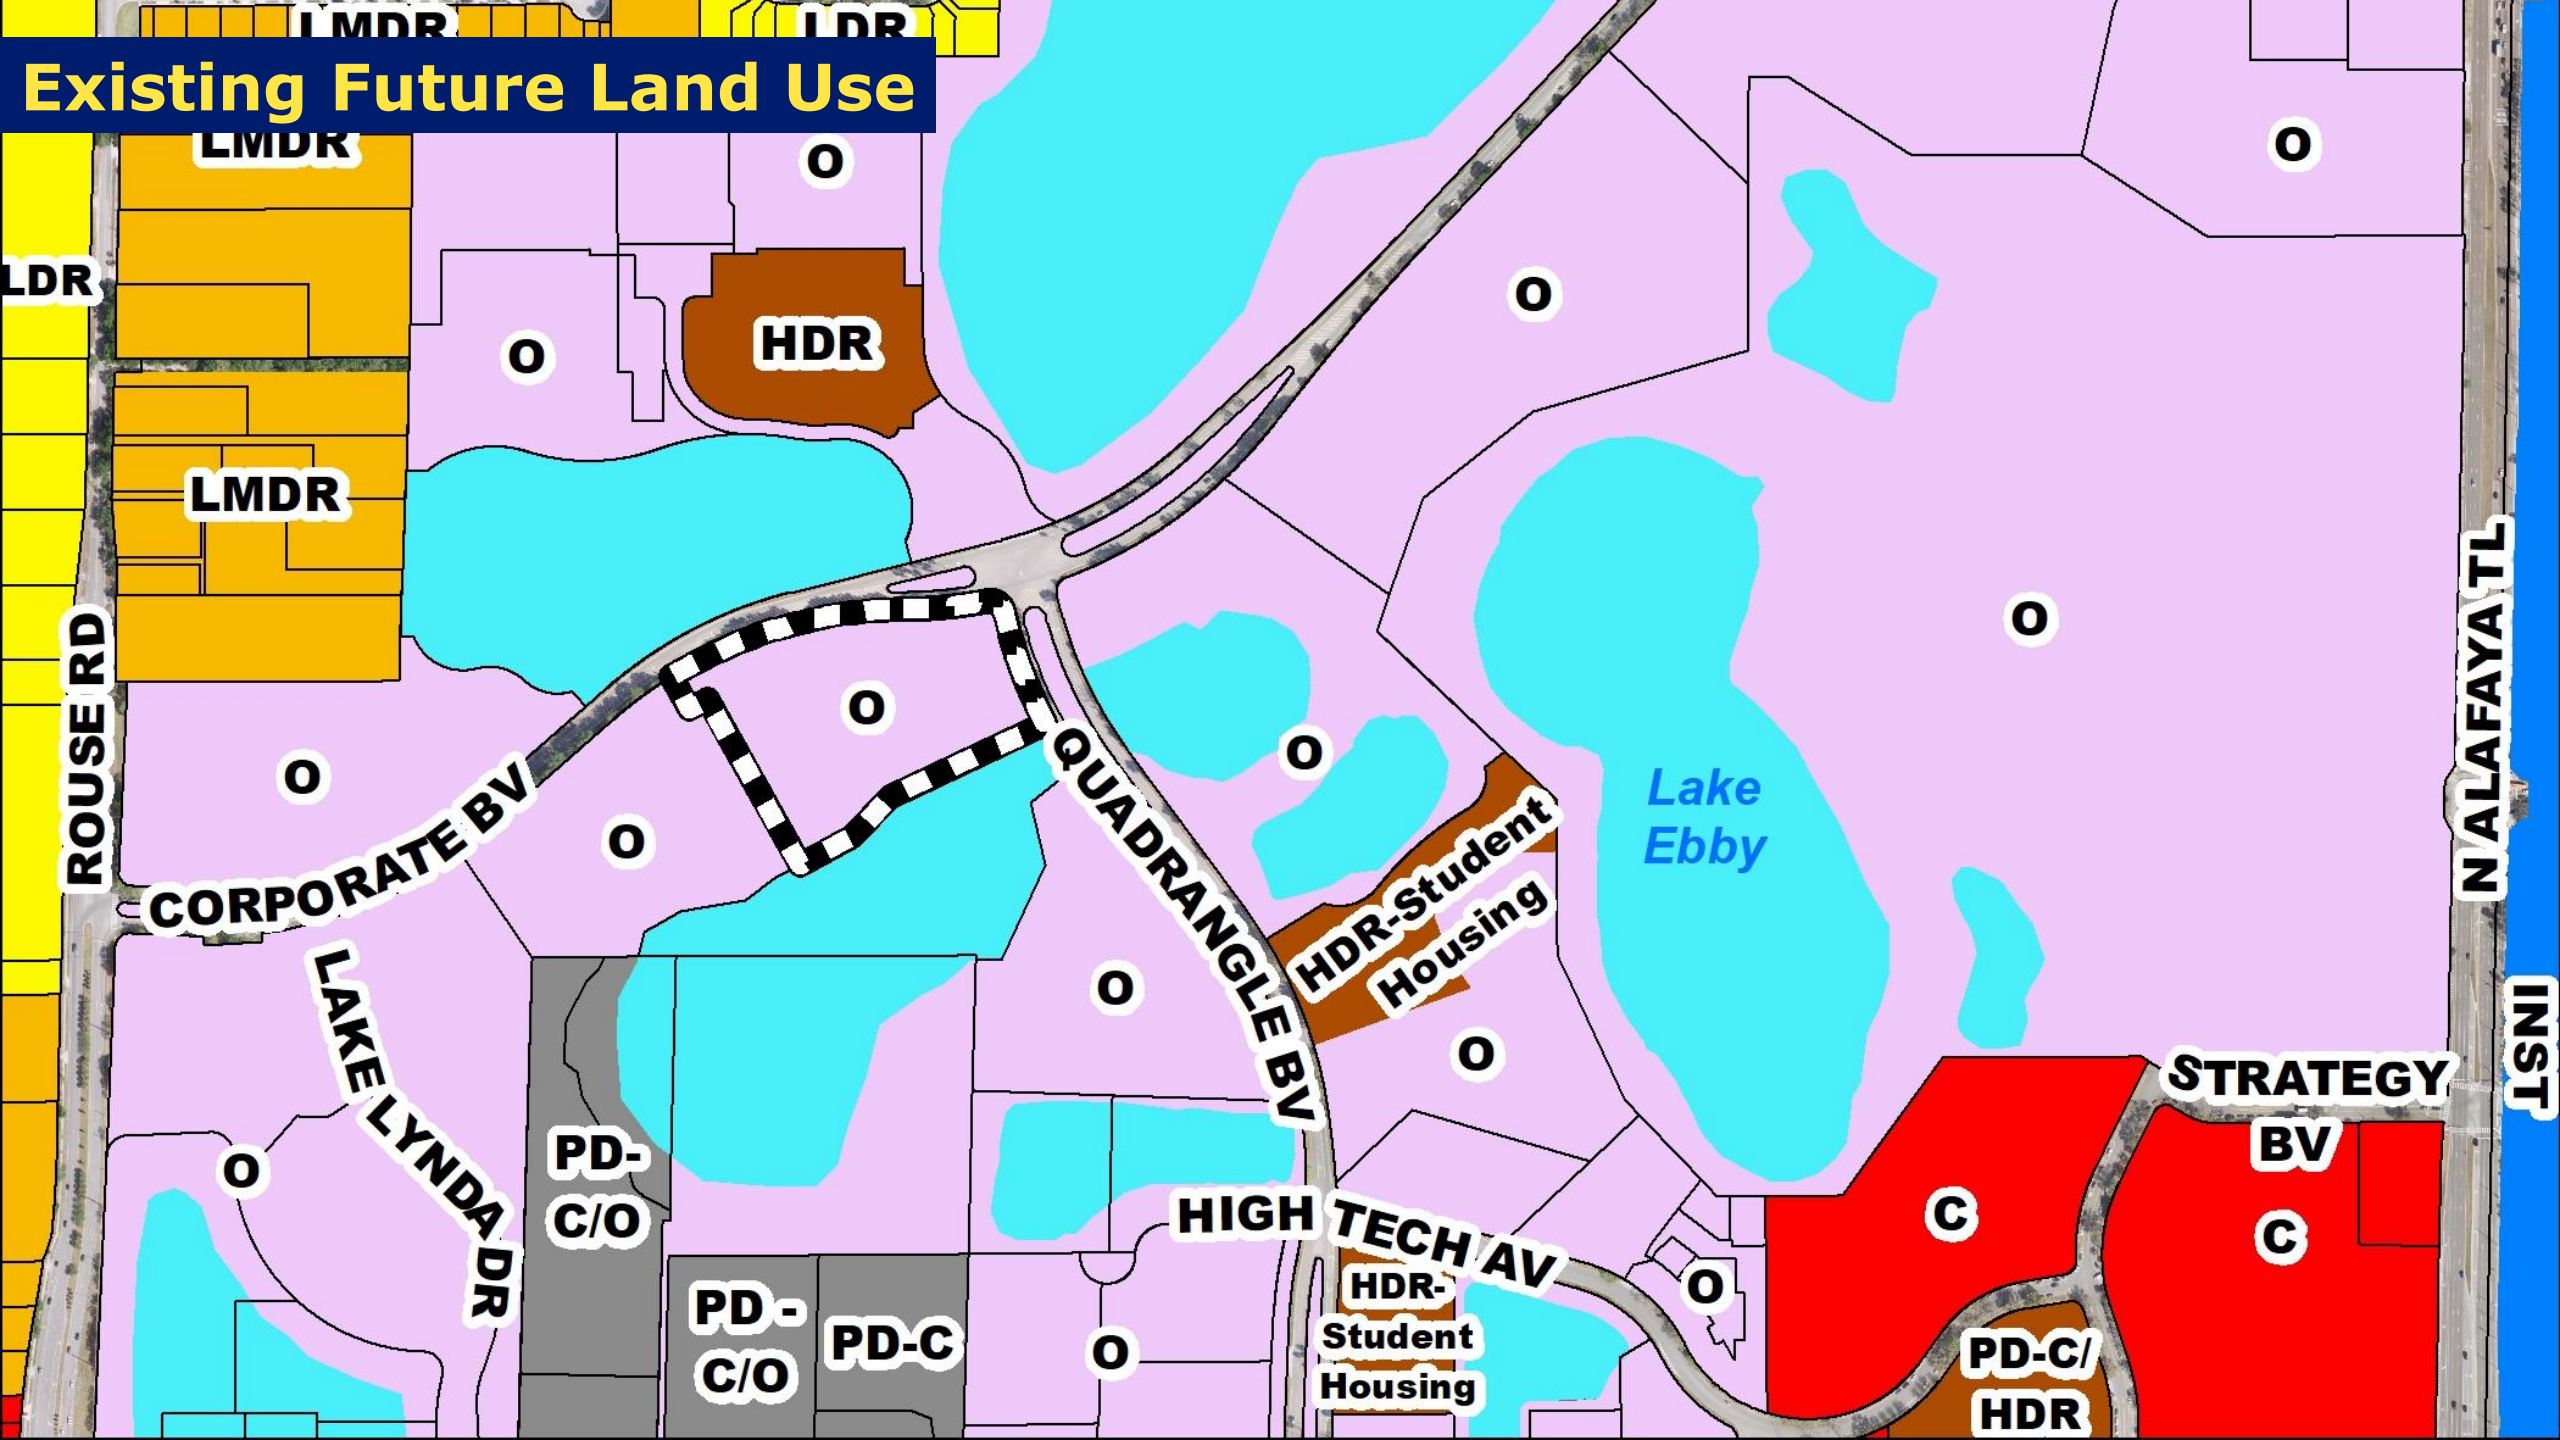 LMDR
LDR
Existing Future Land Use
LMDR
O
O
LDR
O
HDR
O
LMDR
O
ROUSE RD
O
O
O
O
CORPORATE BV
QUADRANGLE BV
Lake
Ebby
N ALAFAYA TL
HDR-Student
Housing
LAKE LYNDA DR
O
O
INST
STRATEGY
BV
O
PD-
C/O
HIGH TECH AV
C
C
PD -
C/O
PD-C
O
HDR-
Student
Housing
O
PD-C/
HDR